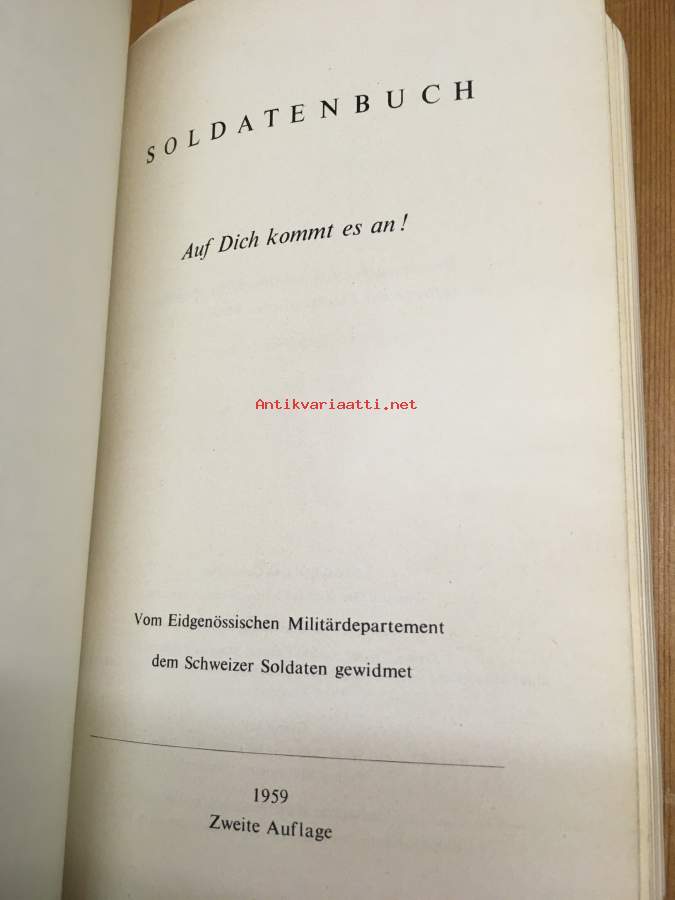 SOLDATENBUCH
Auf Dich kommt es an!
Antikvariaatti.net
Vom Eidgenössischen Militärdepartement
dem Schweizer Soldaten gewidmet
1959
Zweite Auflage